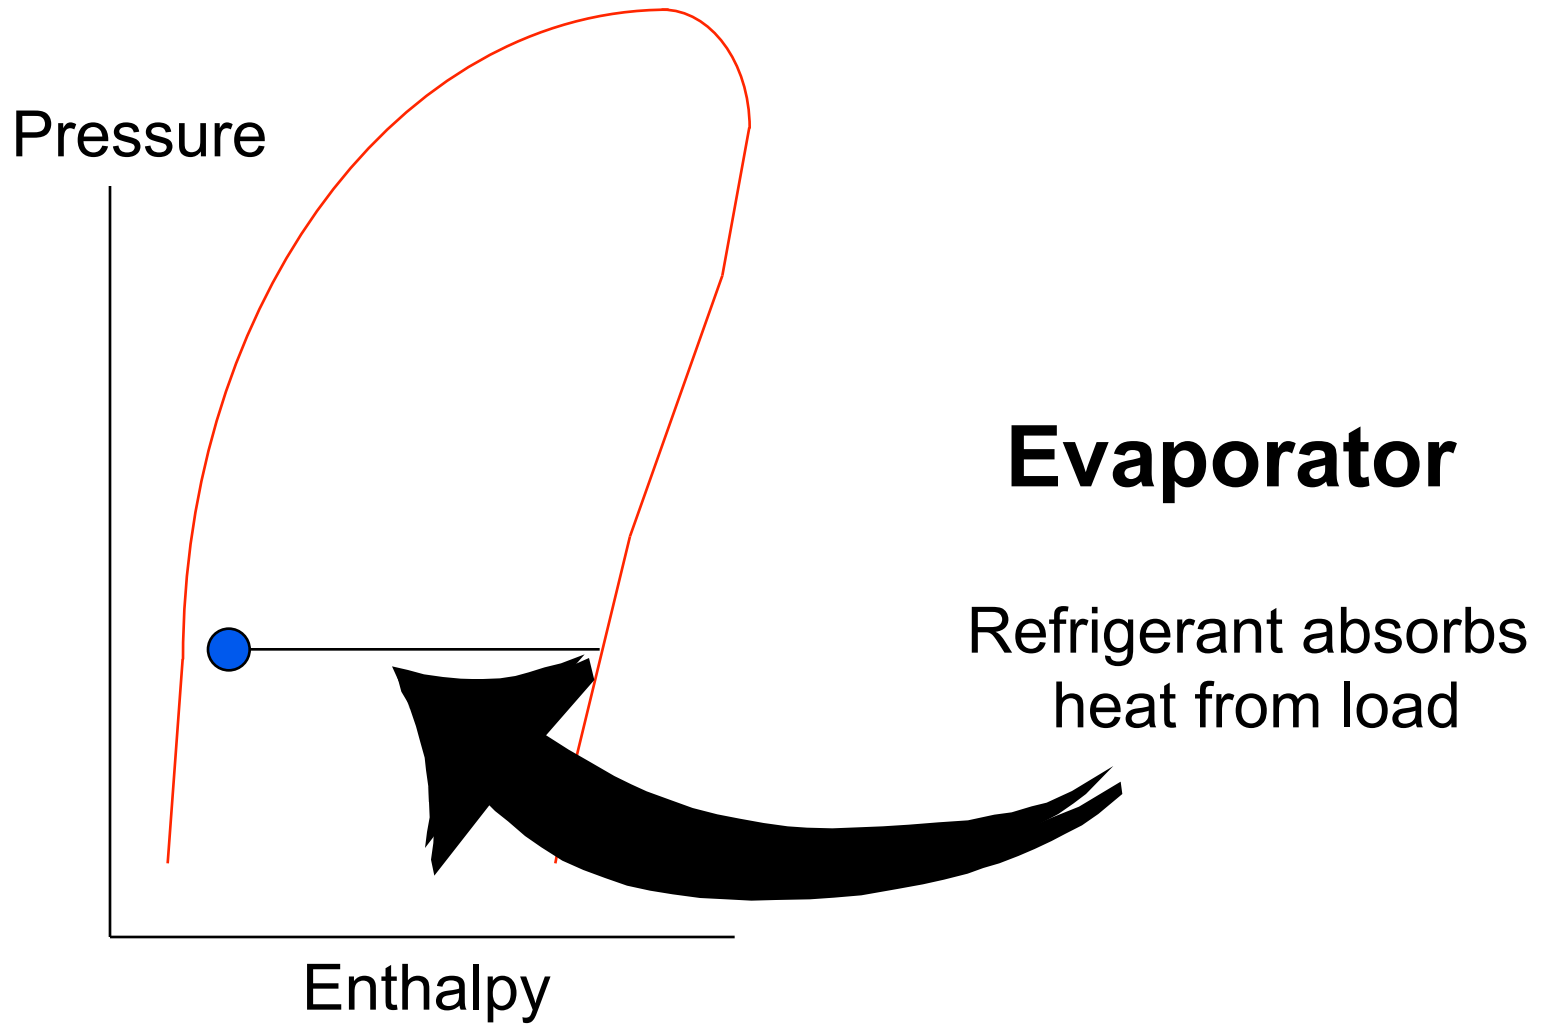 Pressure
Evaporator
Refrigerant absorbs
heat from load
Enthalpy